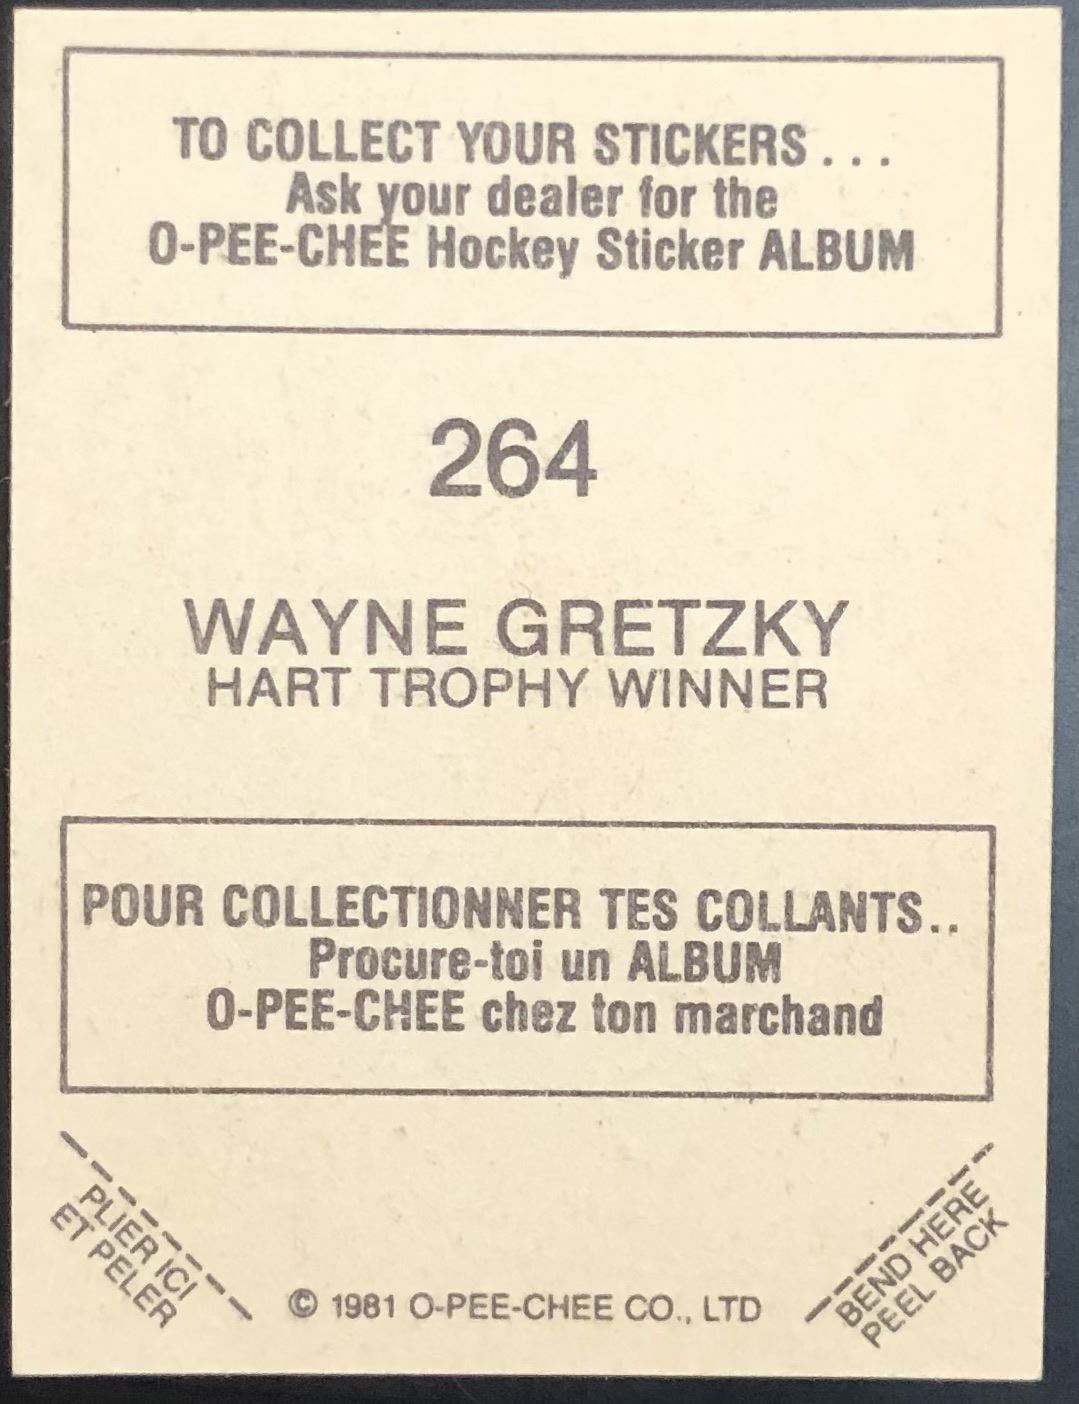 TO COLLECT YOUR STICKERS . . .
Ask your dealer for the
O-PEE-CHEE Hockey Sticker ALBUM
264
WAYNE GRETZKY
HART TROPHY WINNER
POUR COLLECTIONNER TES COLLANTS..
Procure-toi un ALBUM
O-PEE-CHEE chez ton marchand
PLIER ICI
ET PELER
© 1981 O-PEE-CHEE CO., LTD
BEND HERE
PEEL BACK